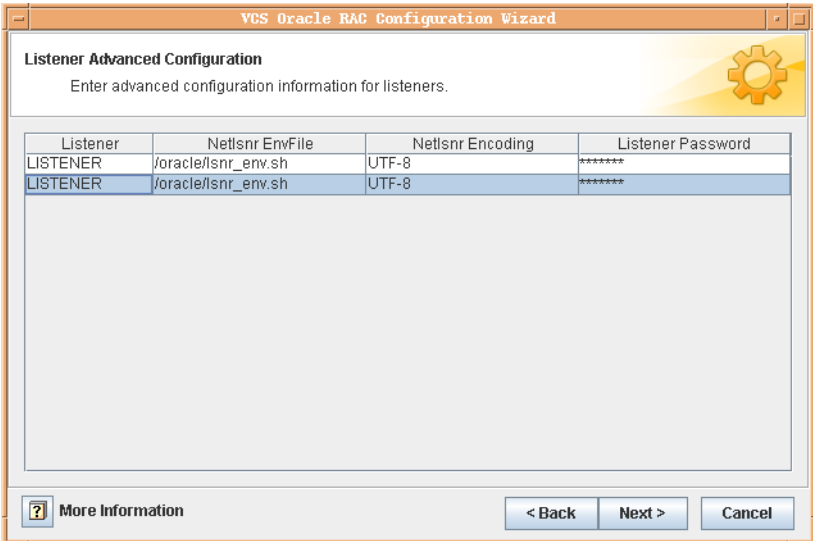 VCS Oracle RAC Configuration Wizard
Listener Advanced Configuration
Enter advanced configuration information for listeners.
Listener Netlsnr EnvFile Netlsnr Encoding Listener Password
LISTENER /oracle/lsnr_env.sh UTF-8 *******
LISTENER /oracle/lsnr_env.sh UTF-8 *******
? More Information < Back Next > Cancel